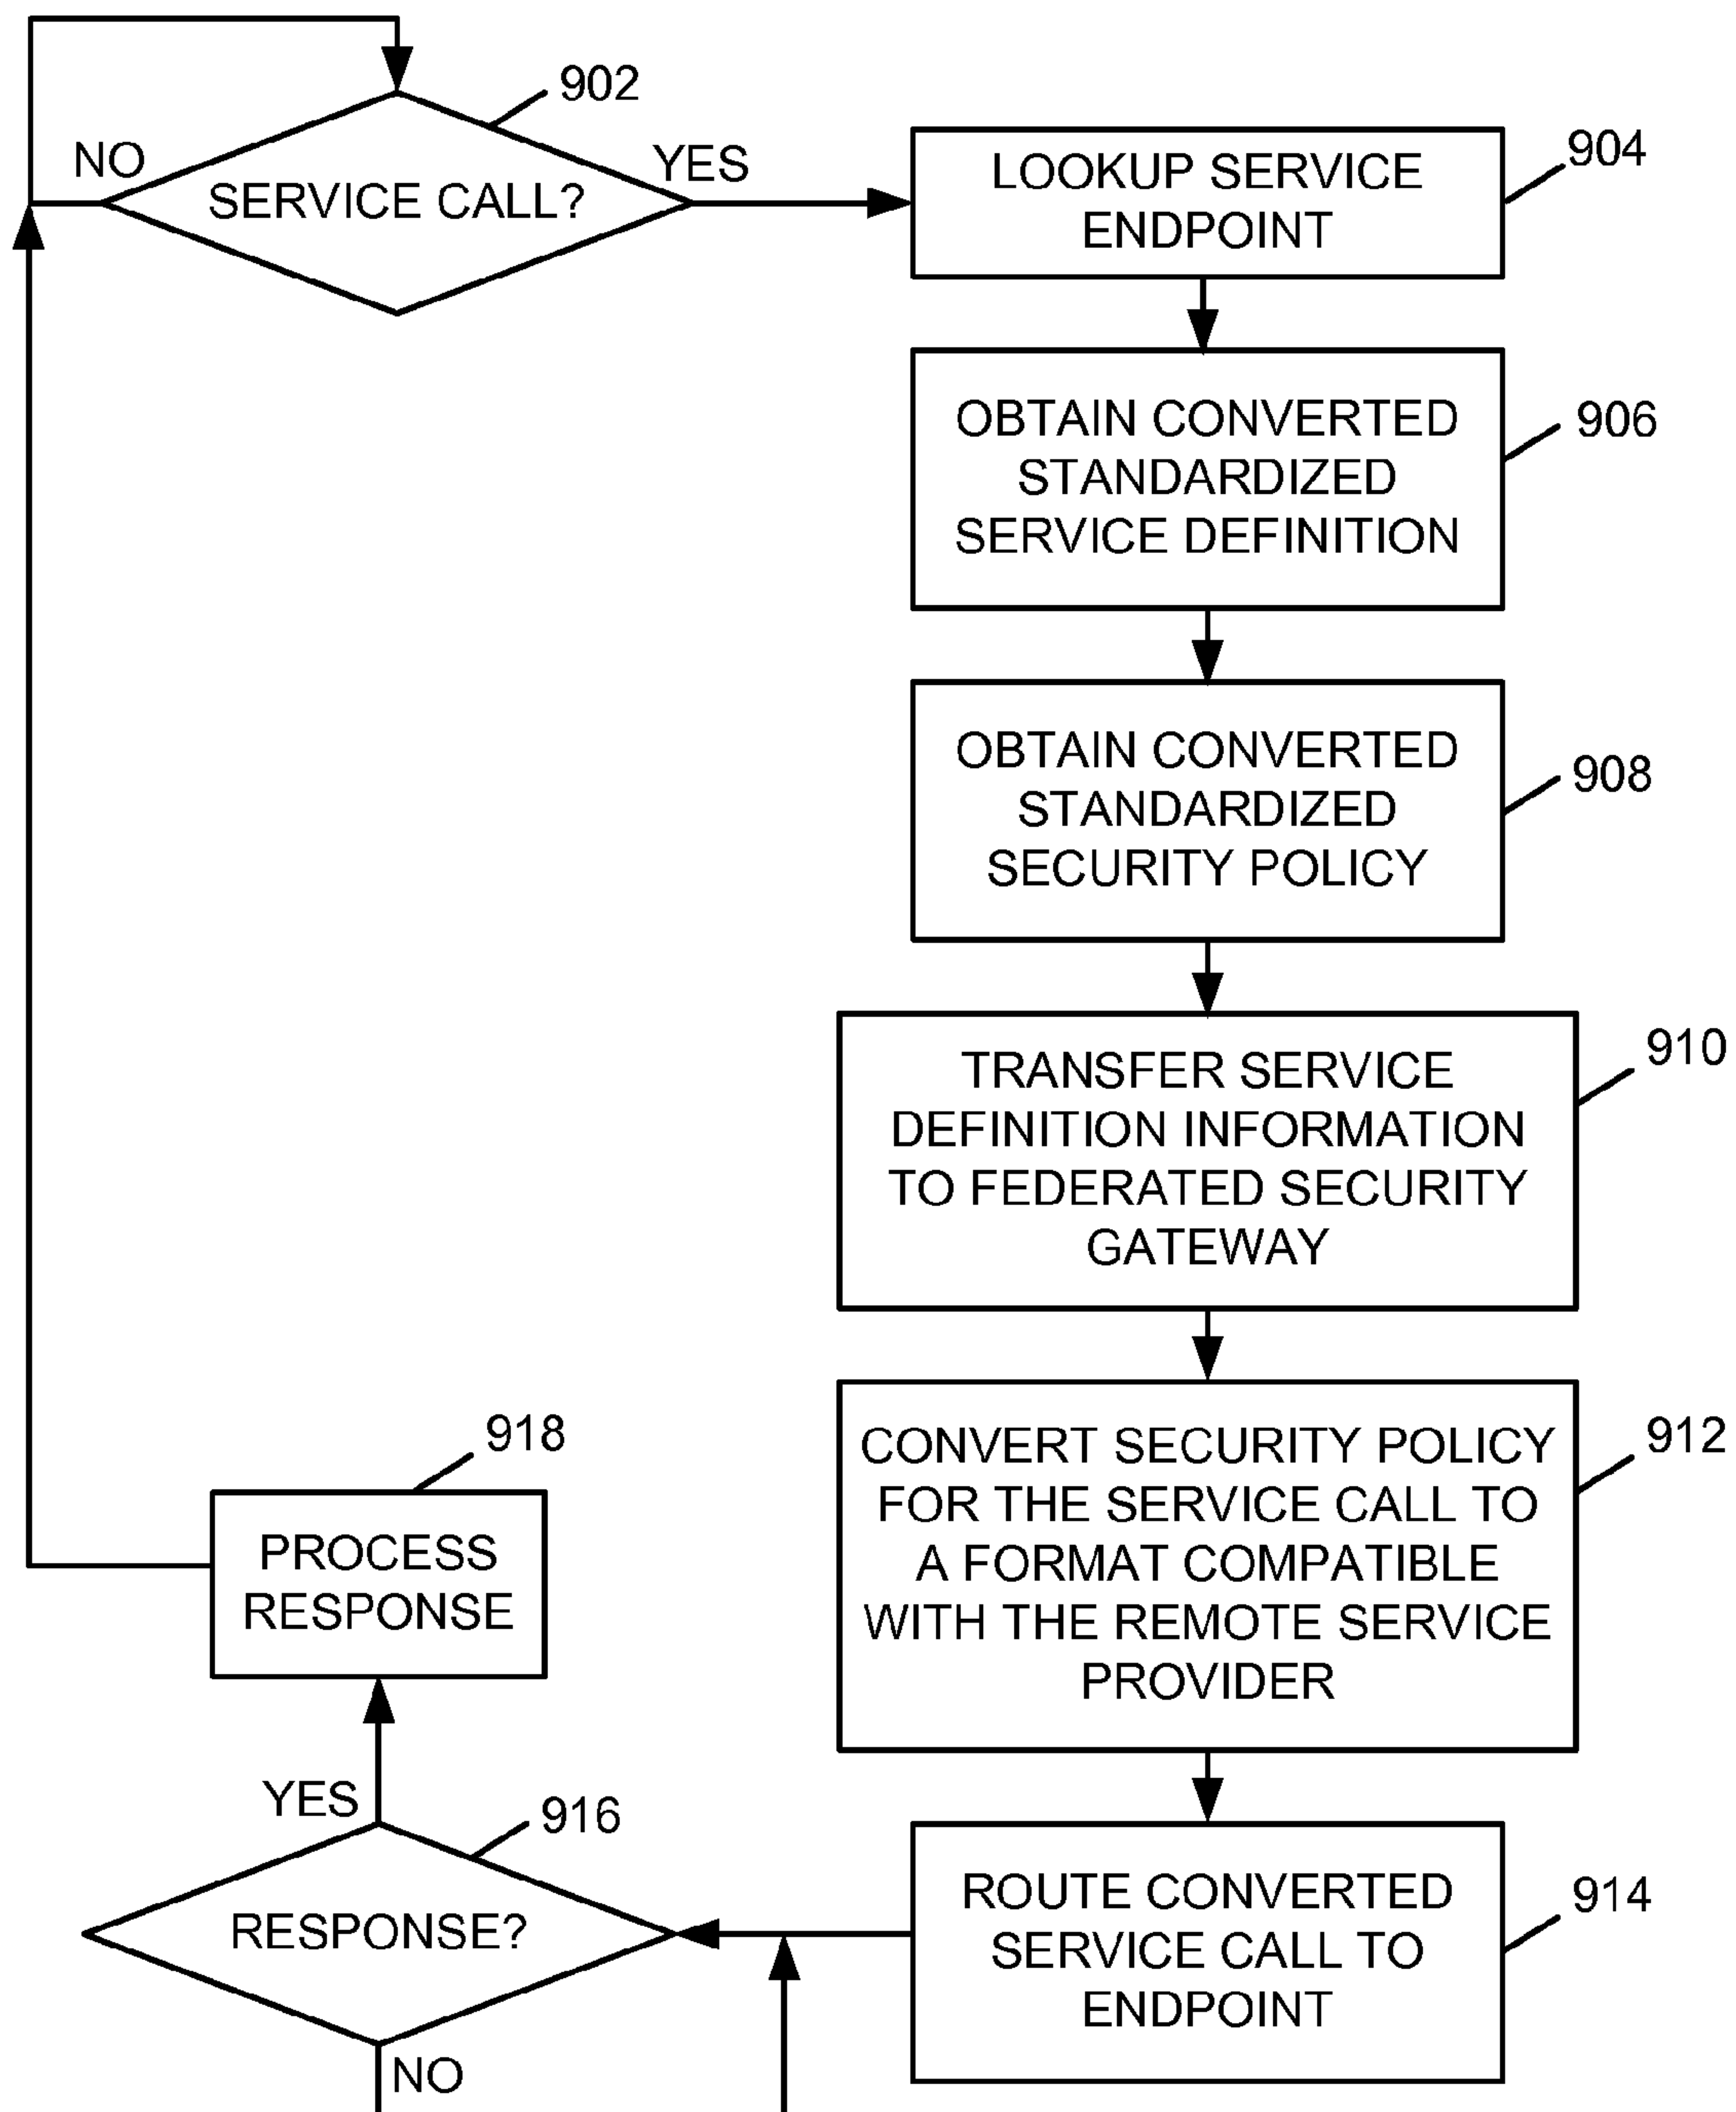 902
NO
YES
SERVICE CALL?
LOOKUP SERVICE
ENDPOINT
904
OBTAIN CONVERTED
STANDARDIZED
SERVICE DEFINITION
906
OBTAIN CONVERTED
STANDARDIZED
SECURITY POLICY
908
TRANSFER SERVICE
DEFINITION INFORMATION
TO FEDERATED SECURITY
GATEWAY
910
CONVERT SECURITY POLICY
FOR THE SERVICE CALL TO
A FORMAT COMPATIBLE
WITH THE REMOTE SERVICE
PROVIDER
912
ROUTE CONVERTED
SERVICE CALL TO
ENDPOINT
914
916
RESPONSE?
YES
NO
918
PROCESS
RESPONSE